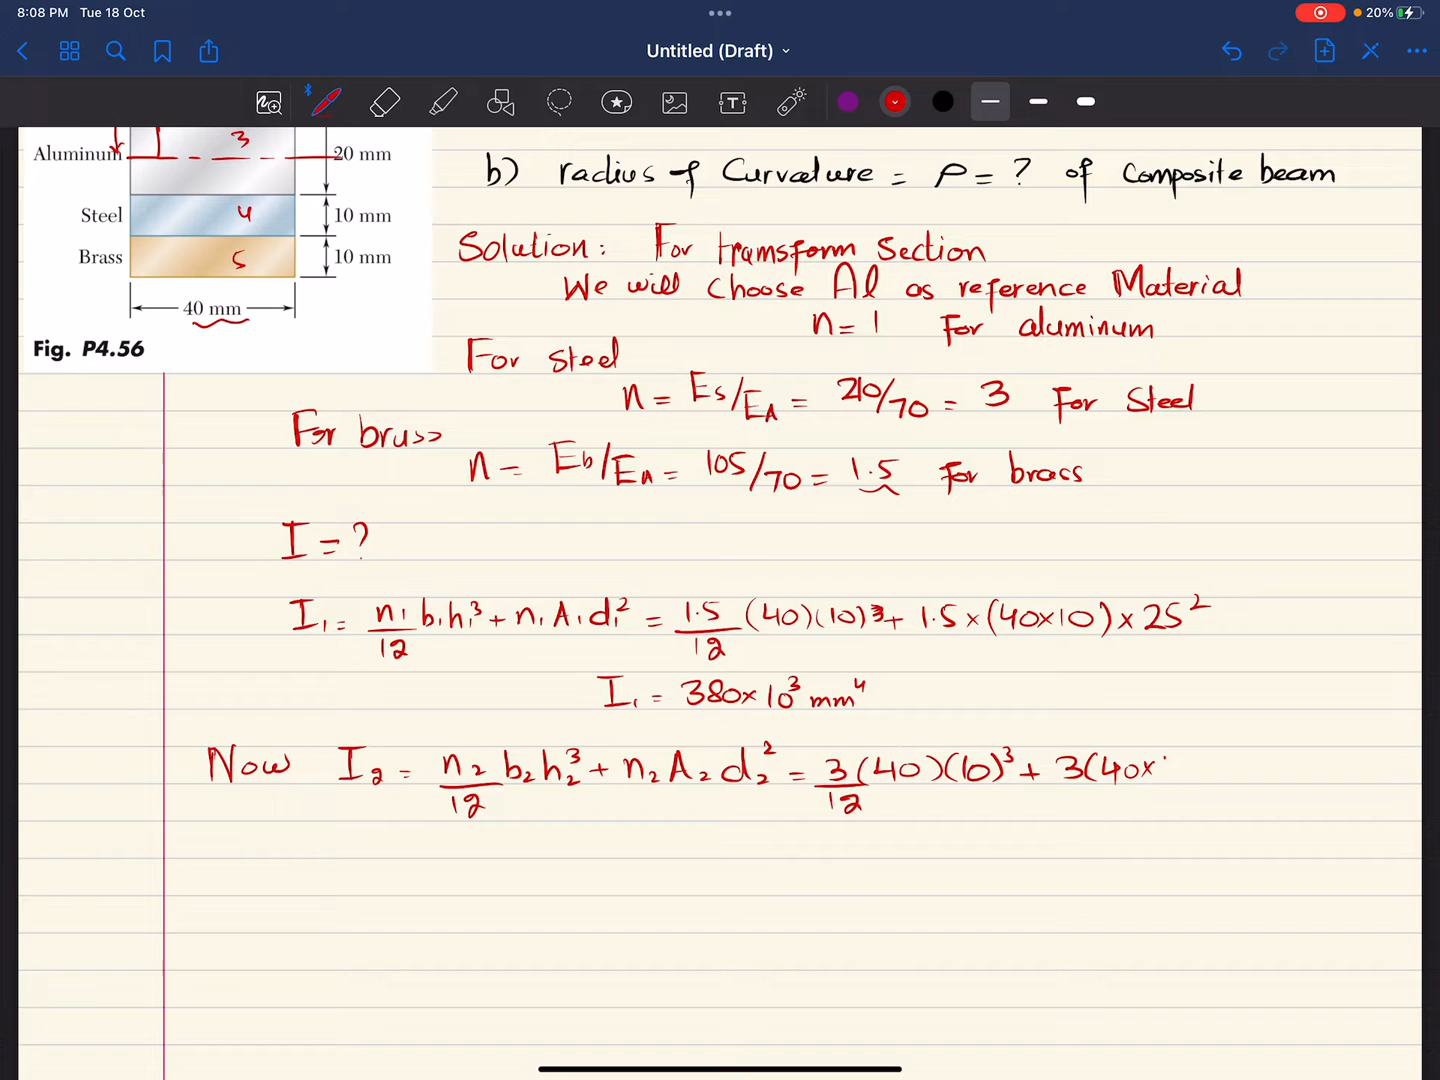 8:08 PM Tue 18 Oct
20%
Untitled (Draft)
Aluminum 3 20 mm
Steel 4 10 mm
Brass 5 10 mm
40 mm
Fig. P4.56
b) radius of Curvature = ρ = ? of composite beam
Solution: For transform Section
We will choose Al as reference Material
n = 1 For aluminum
For steel
n = Es/EA = 210/70 = 3 For Steel
For brass
n = Eb/EA = 105/70 = 1.5 For brass
I = ?
I₁ = n₁/12 b₁h₁³ + n₁A₁d₁² = 1.5/12 (40)(10)³ + 1.5×(40×10)×25²
I₁ = 380×10³ mm⁴
Now I₂ = n₂/12 b₂h₂³ + n₂A₂d₂² = 3/12 (40)(10)³ + 3(40×